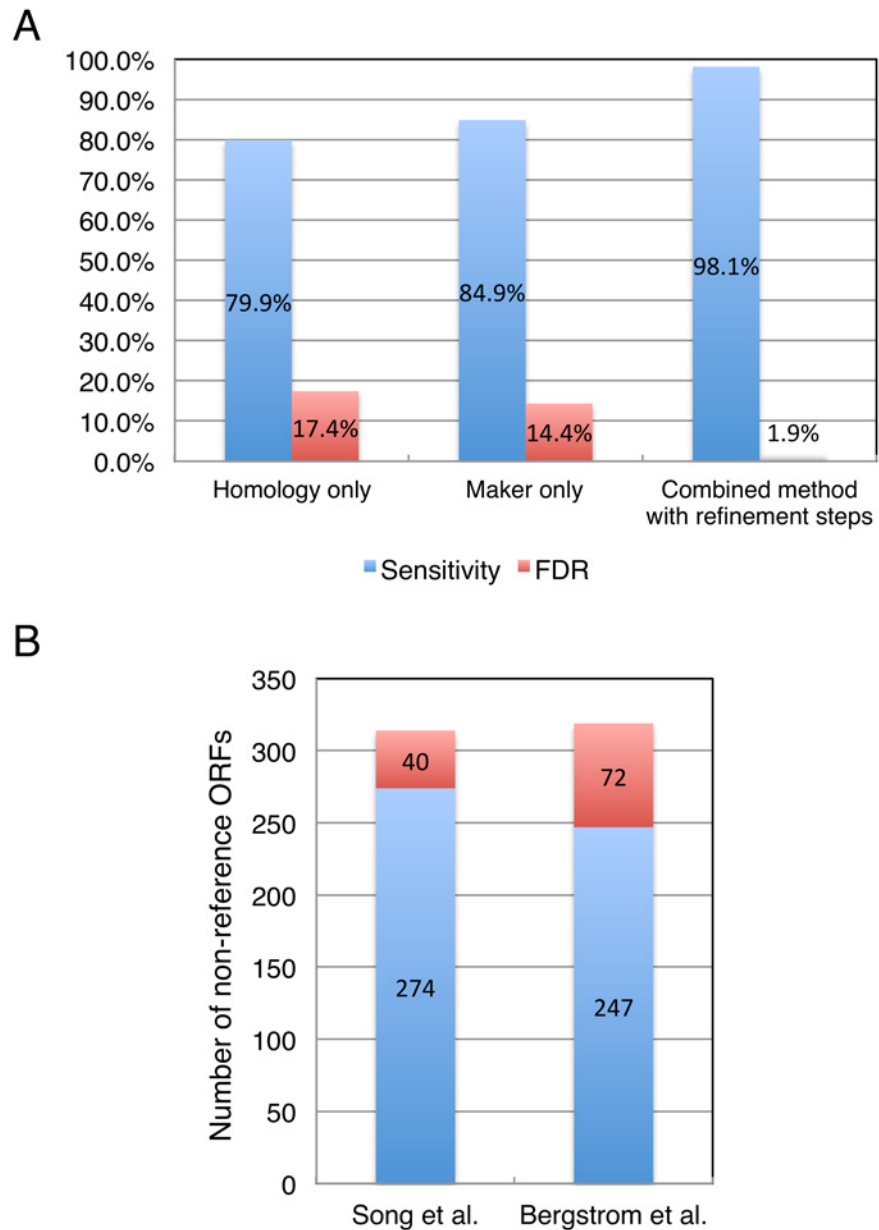 A
100.0%
90.0%
80.0%
70.0%
60.0%
50.0%
40.0%
30.0%
20.0%
10.0%
0.0%
79.9%
17.4%
84.9%
14.4%
98.1%
1.9%
Homology only
Maker only
Combined method
with refinement steps
Sensitivity
FDR
B
Number of non-reference ORFs
350
300
250
200
150
100
50
0
40
274
72
247
Song et al.
Bergstrom et al.